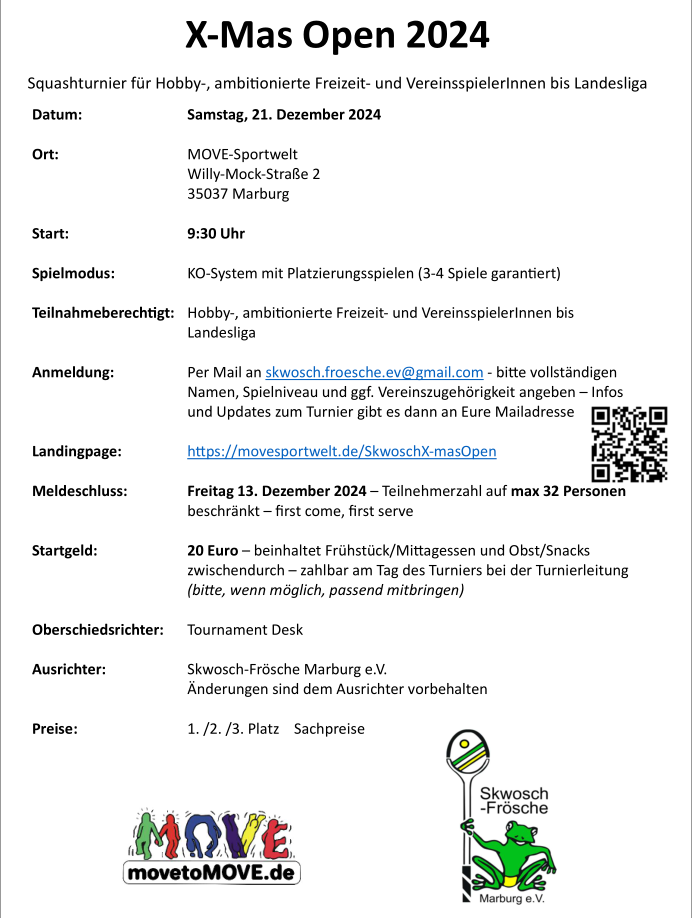 X-Mas Open 2024
Squashturnier für Hobby-, ambitionierte Freizeit- und VereinsspielerInnen bis Landesliga
Datum: Samstag, 21. Dezember 2024
Ort: MOVE-Sportwelt
Willy-Mock-Straße 2
35037 Marburg
Start: 9:30 Uhr
Spielmodus: KO-System mit Platzierungsspielen (3-4 Spiele garantiert)
Teilnahmeberechtigt: Hobby-, ambitionierte Freizeit- und VereinsspielerInnen bis
Landesliga
Anmeldung: Per Mail an skwosch.froesche.ev@gmail.com - bitte vollständigen
Namen, Spielniveau und ggf. Vereinszugehörigkeit angeben – Infos
und Updates zum Turnier gibt es dann an Eure Mailadresse
Landingpage: https://movesportwelt.de/SkwoschX-masOpen
Meldeschluss: Freitag 13. Dezember 2024 – Teilnehmerzahl auf max 32 Personen
beschränkt – first come, first serve
Startgeld: 20 Euro – beinhaltet Frühstück/Mittagessen und Obst/Snacks
zwischendurch – zahlbar am Tag des Turniers bei der Turnierleitung
(bitte, wenn möglich, passend mitbringen)
Oberschiedsrichter: Tournament Desk
Ausrichter: Skwosch-Frösche Marburg e.V.
Änderungen sind dem Ausrichter vorbehalten
Preise: 1. /2. /3. Platz Sachpreise
Skwosch
-Frösche
MOVE
movetoMOVE.de
Marburg e.V.